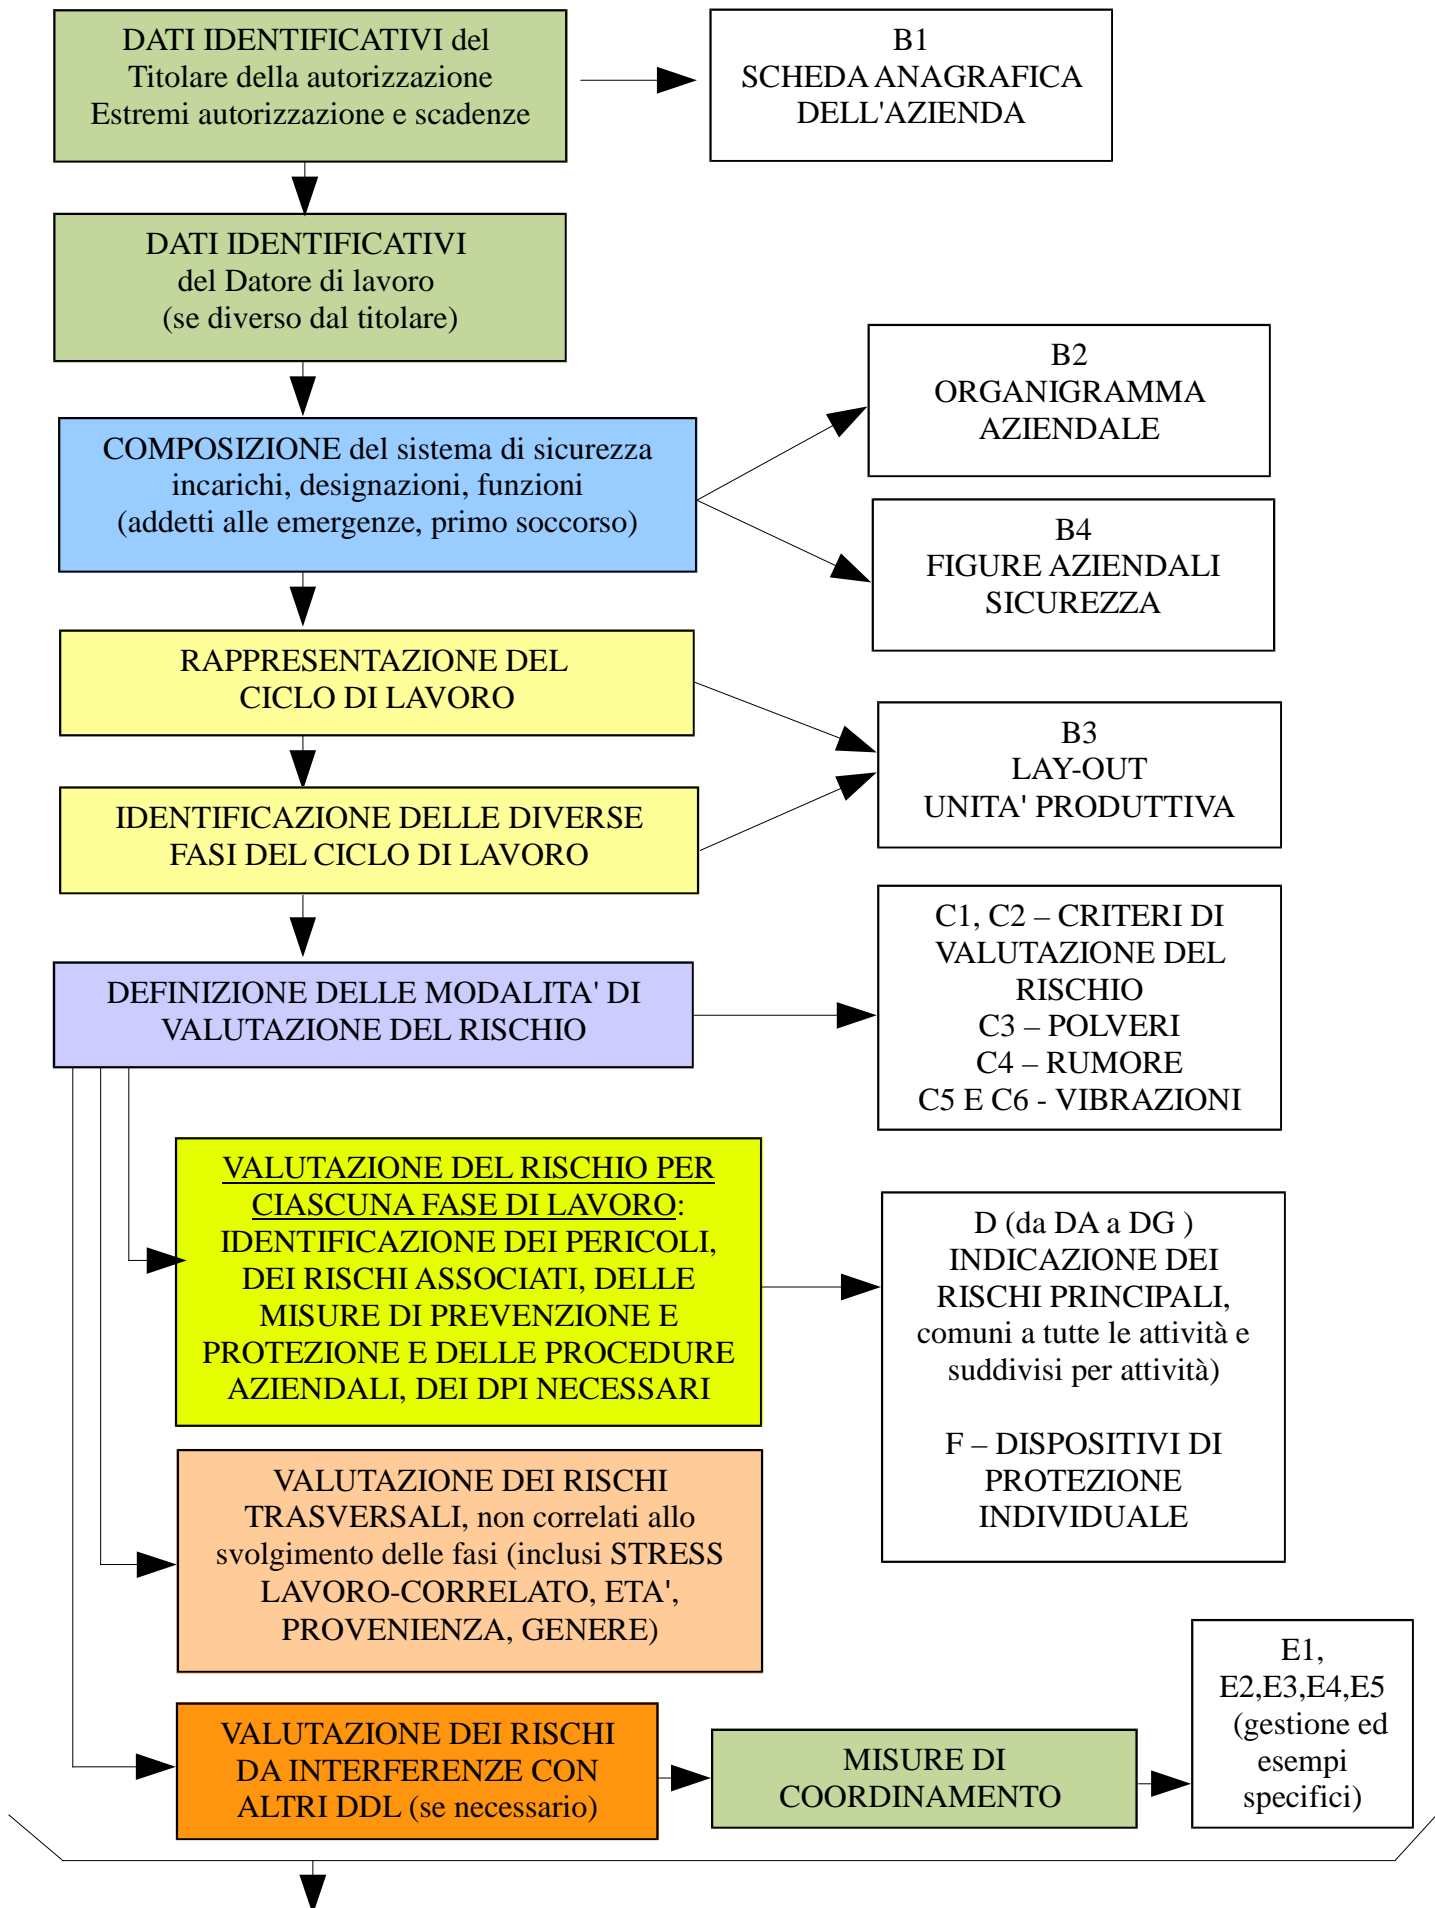 DATI IDENTIFICATIVI del
Titolare della autorizzazione
Estremi autorizzazione e scadenze
B1
SCHEDA ANAGRAFICA
DELL'AZIENDA
DATI IDENTIFICATIVI
del Datore di lavoro
(se diverso dal titolare)
COMPOSIZIONE del sistema di sicurezza
incarichi, designazioni, funzioni
(addetti alle emergenze, primo soccorso)
B2
ORGANIGRAMMA
AZIENDALE
B4
FIGURE AZIENDALI
SICUREZZA
RAPPRESENTAZIONE DEL
CICLO DI LAVORO
IDENTIFICAZIONE DELLE DIVERSE
FASI DEL CICLO DI LAVORO
B3
LAY-OUT
UNITA' PRODUTTIVA
DEFINIZIONE DELLE MODALITA' DI
VALUTAZIONE DEL RISCHIO
C1, C2 – CRITERI DI
VALUTAZIONE DEL
RISCHIO
C3 – POLVERI
C4 – RUMORE
C5 E C6 - VIBRAZIONI
VALUTAZIONE DEL RISCHIO PER
CIASCUNA FASE DI LAVORO:
IDENTIFICAZIONE DEI PERICOLI,
DEI RISCHI ASSOCIATI, DELLE
MISURE DI PREVENZIONE E
PROTEZIONE E DELLE PROCEDURE
AZIENDALI, DEI DPI NECESSARI
D (da DA a DG )
INDICAZIONE DEI
RISCHI PRINCIPALI,
comuni a tutte le attività e
suddivisi per attività)
F – DISPOSITIVI DI
PROTEZIONE
INDIVIDUALE
VALUTAZIONE DEI RISCHI
TRASVERSALI, non correlati allo
svolgimento delle fasi (inclusi STRESS
LAVORO-CORRELATO, ETA',
PROVENIENZA, GENERE)
VALUTAZIONE DEI RISCHI
DA INTERFERENZE CON
ALTRI DDL (se necessario)
MISURE DI
COORDINAMENTO
E1,
E2,E3,E4,E5
(gestione ed
esempi
specifici)